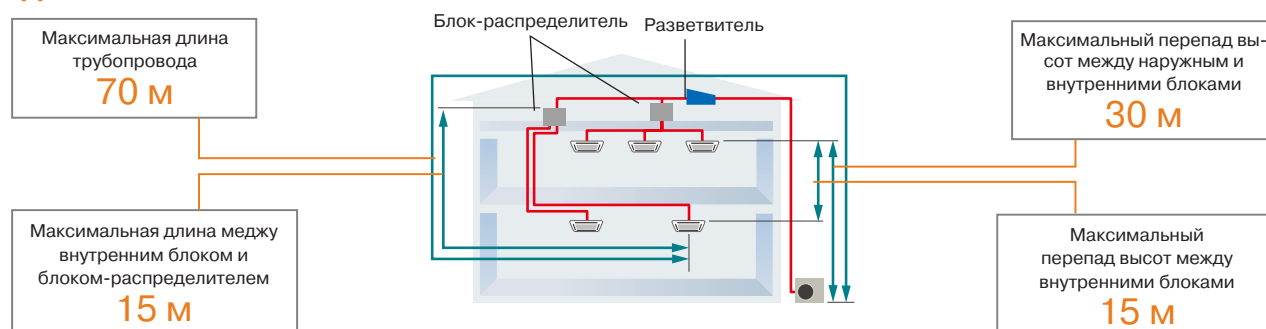 Блок-распределитель
Разветвитель
Максимальная длина
трубопровода
70 м
Максимальный перепад вы-
сот между наружным и
внутренними блоками
30 м
Максимальная длина меджу
внутренним блоком и
блоком-распределителем
15 м
Максимальный
перепад высот между
внутренними блоками
15 м